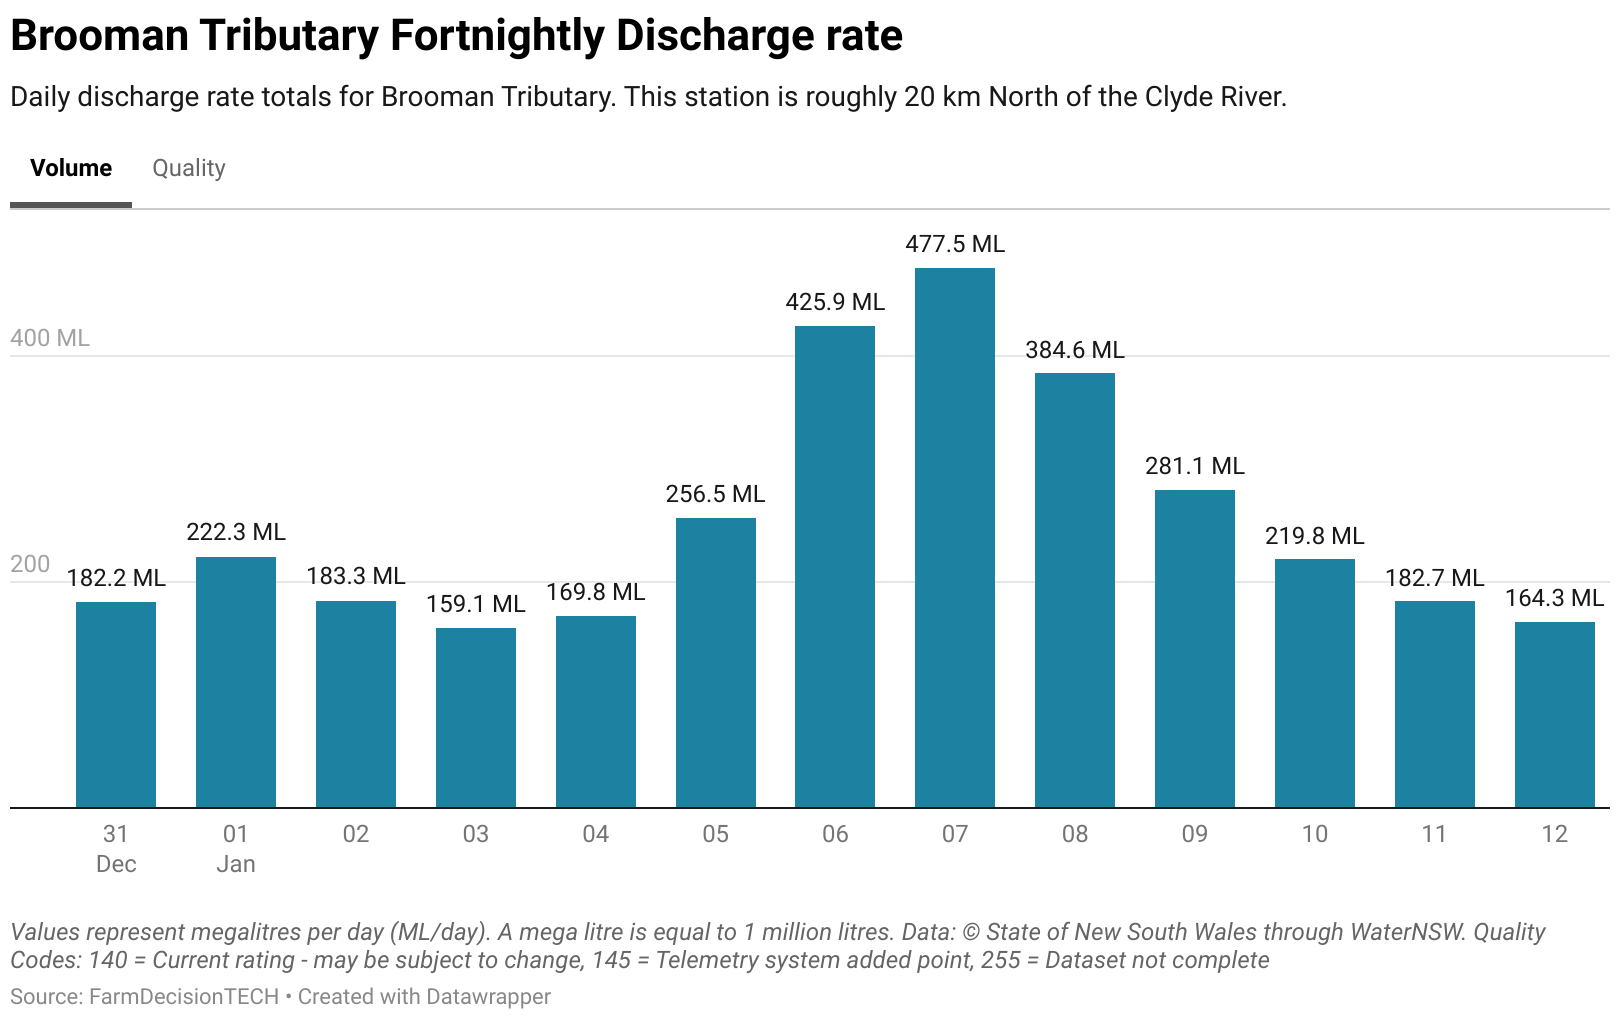 Brooman Tributary Fortnightly Discharge rate
Daily discharge rate totals for Brooman Tributary. This station is roughly 20 km North of the Clyde River.
Volume Quality
477.5 ML
425.9 ML
400 ML
384.6 ML
281.1 ML
256.5 ML
222.3 ML
219.8 ML
200
182.2 ML
183.3 ML
159.1 ML
169.8 ML
182.7 ML
164.3 ML
31 01 02 03 04 05 06 07 08 09 10 11 12
Dec Jan
Values represent megalitres per day (ML/day). A mega litre is equal to 1 million litres. Data: © State of New South Wales through WaterNSW. Quality
Codes: 140 = Current rating - may be subject to change, 145 = Telemetry system added point, 255 = Dataset not complete
Source: FarmDecisionTECH • Created with Datawrapper